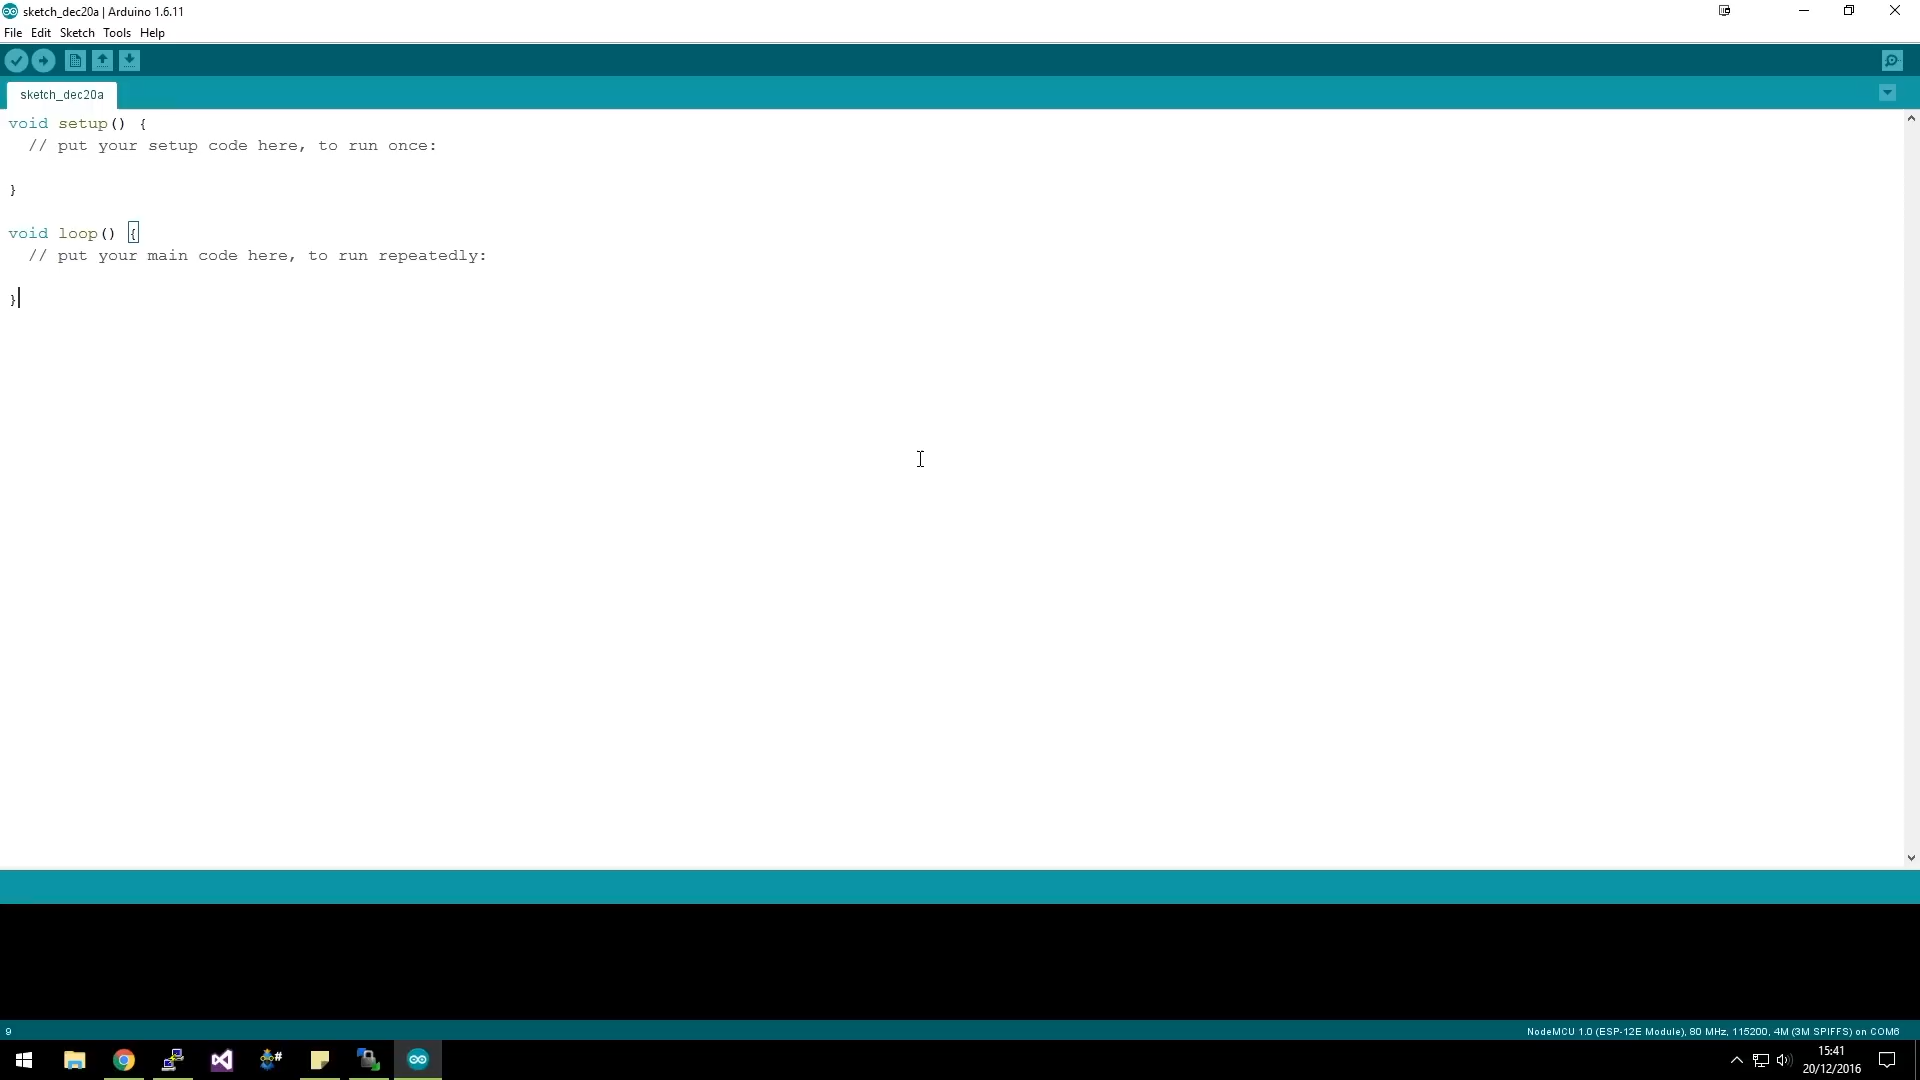 sketch_dec20a | Arduino 1.6.11
File Edit Sketch Tools Help
sketch_dec20a
void setup() {
  // put your setup code here, to run once:

}

void loop() {
  // put your main code here, to run repeatedly:

}
9
NodeMCU 1.0 (ESP-12E Module), 80 MHz, 115200, 4M (3M SPIFFS) on COM6
15:41
20/12/2016